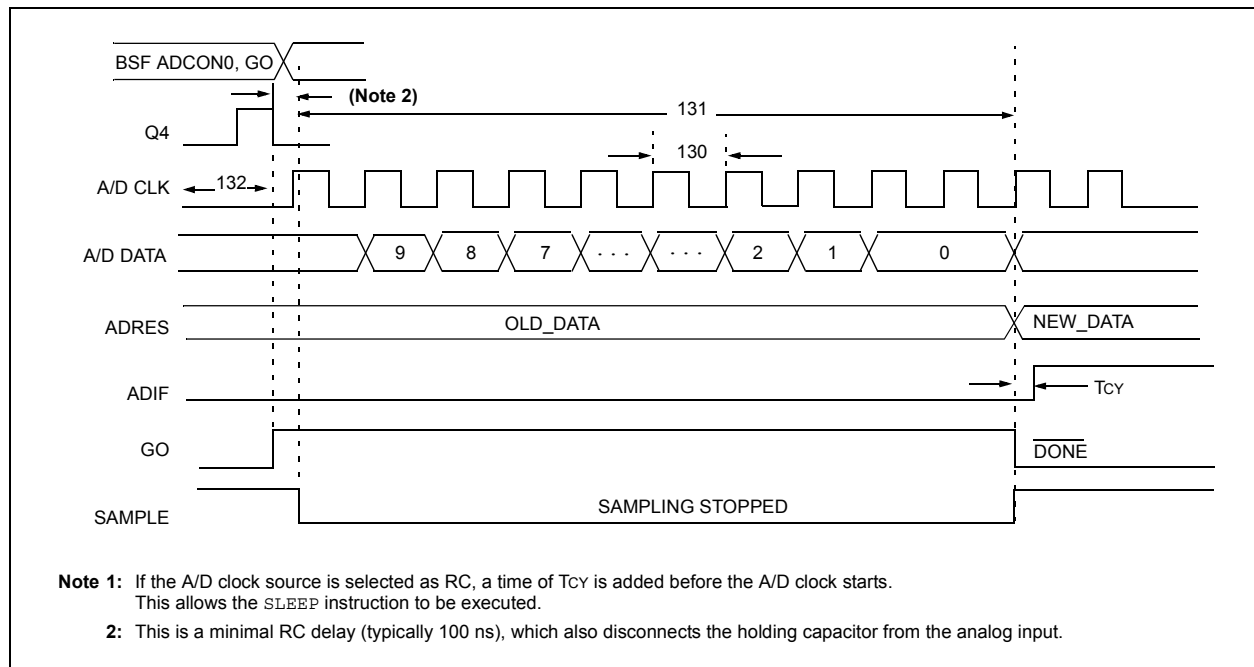 BSF ADCON0, GO
(Note 2)
131
Q4
130
A/D CLK
132
A/D DATA
9 8 7 · · · · · · 2 1 0
ADRES
OLD_DATA
NEW_DATA
ADIF
TCY
GO
DONE
SAMPLE
SAMPLING STOPPED
Note 1: If the A/D clock source is selected as RC, a time of TCY is added before the A/D clock starts.
This allows the SLEEP instruction to be executed.
2: This is a minimal RC delay (typically 100 ns), which also disconnects the holding capacitor from the analog input.